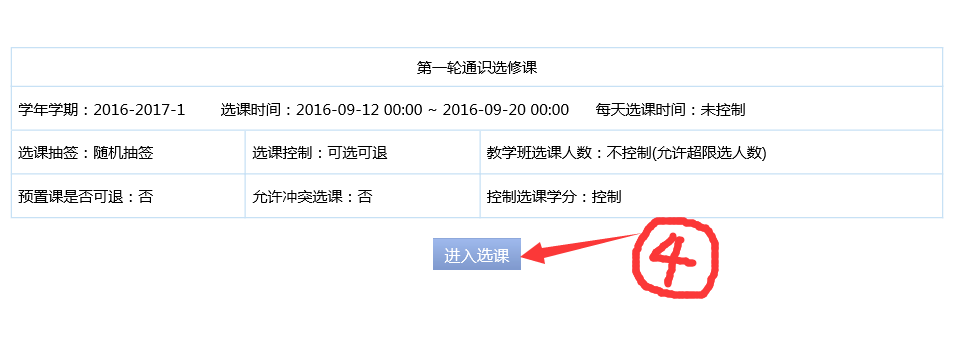 第一轮通识选修课
学年学期：2016-2017-1 选课时间：2016-09-12 00:00 ~ 2016-09-20 00:00 每天选课时间：未控制
选课抽签：随机抽签 选课控制：可选可退 教学班选课人数：不控制(允许超限选人数)
预置课是否可退：否 允许冲突选课：否 控制选课学分：控制
进入选课 4